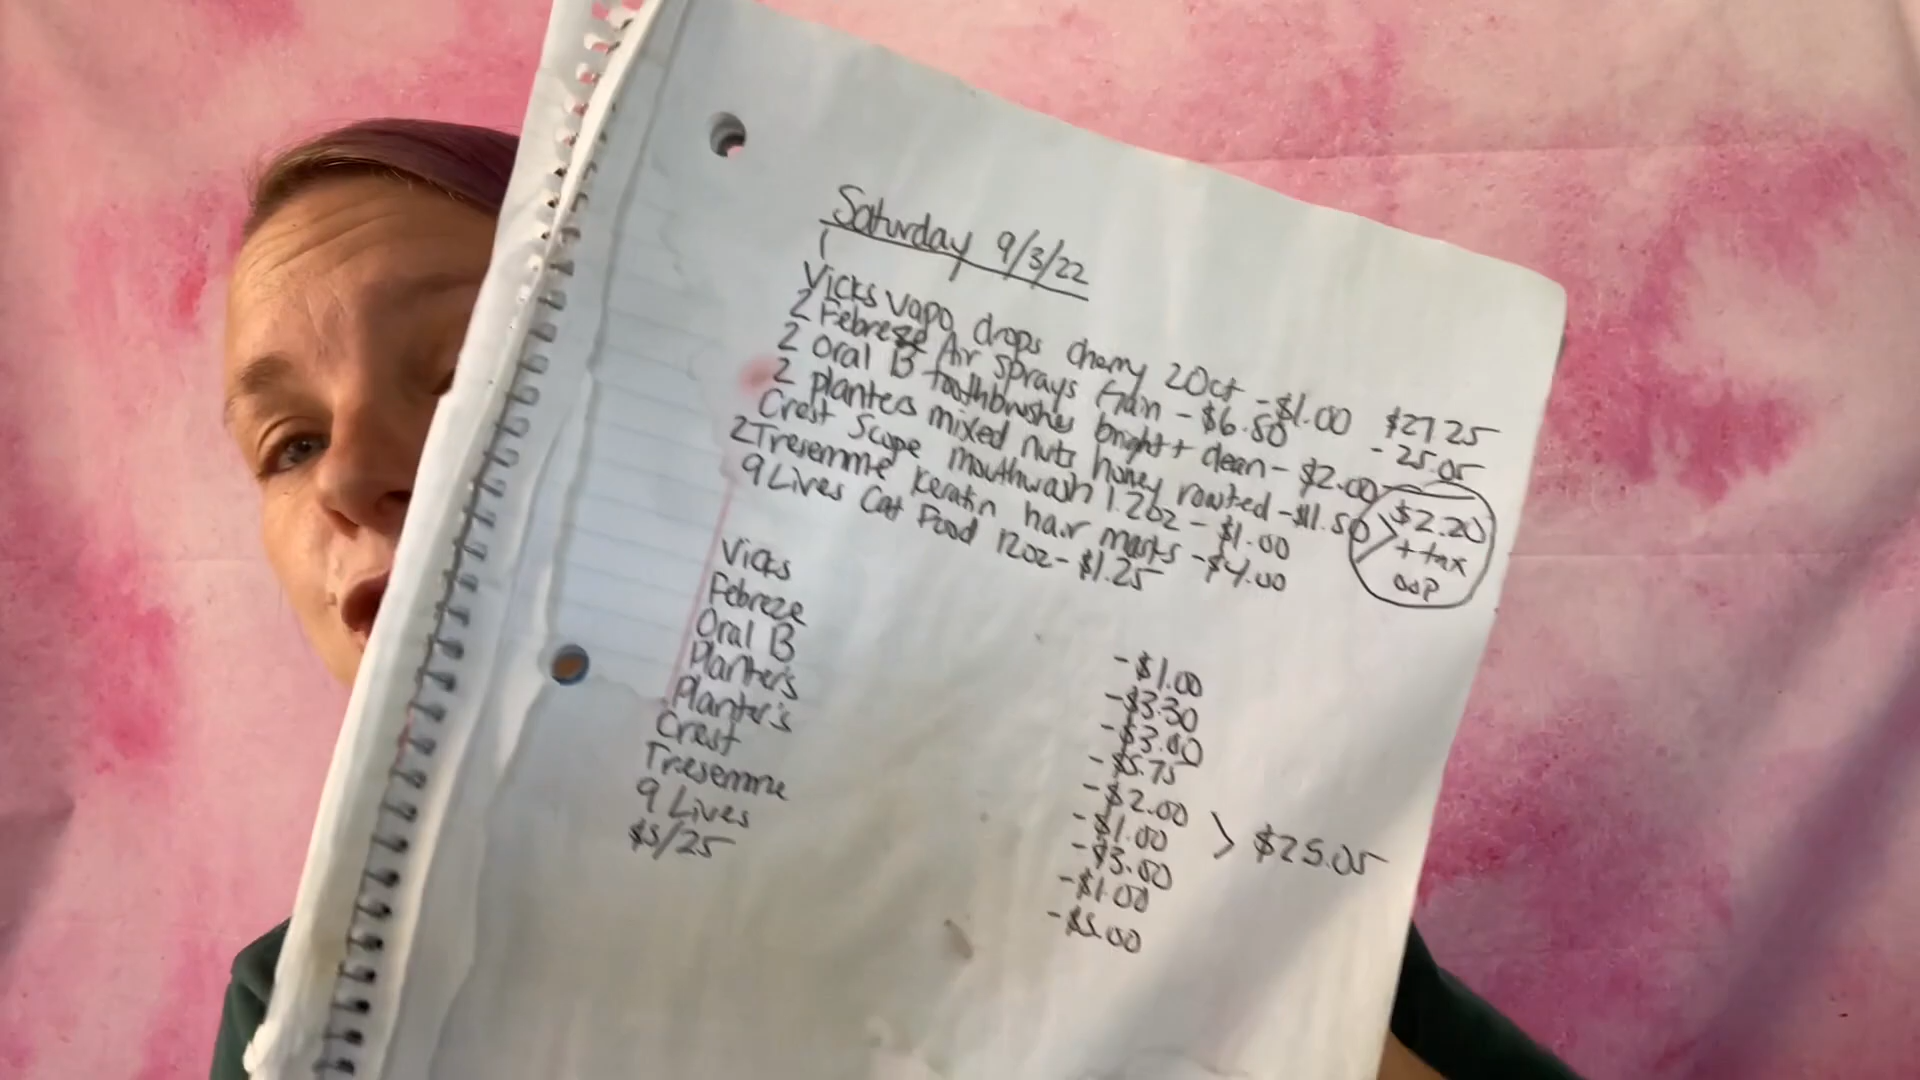 Saturday 9/3/22
Vicks vapo drops cherry 20ct - $1.00
2 Febreze Air Sprays Gain - $6.50
2 Oral B toothbrushes bright + clean - $2.00
2 planters mixed nuts honey roasted - $11.50
Crest Scope mouthwash 1.2oz - $1.00
2 Tresemme keratin hair masks - $4.00
9 Lives Cat Food 12oz - $1.25
$27.25
- 25.05
$2.20
+ tax
oop
Vicks - $1.00
Febreze - $3.30
Oral B - $3.00
Planter's - $5.75
Planter's - $2.00
Crest - $1.00
Tresemme - $3.00
9 Lives - $1.00
$5/25 - $5.00
> $25.05